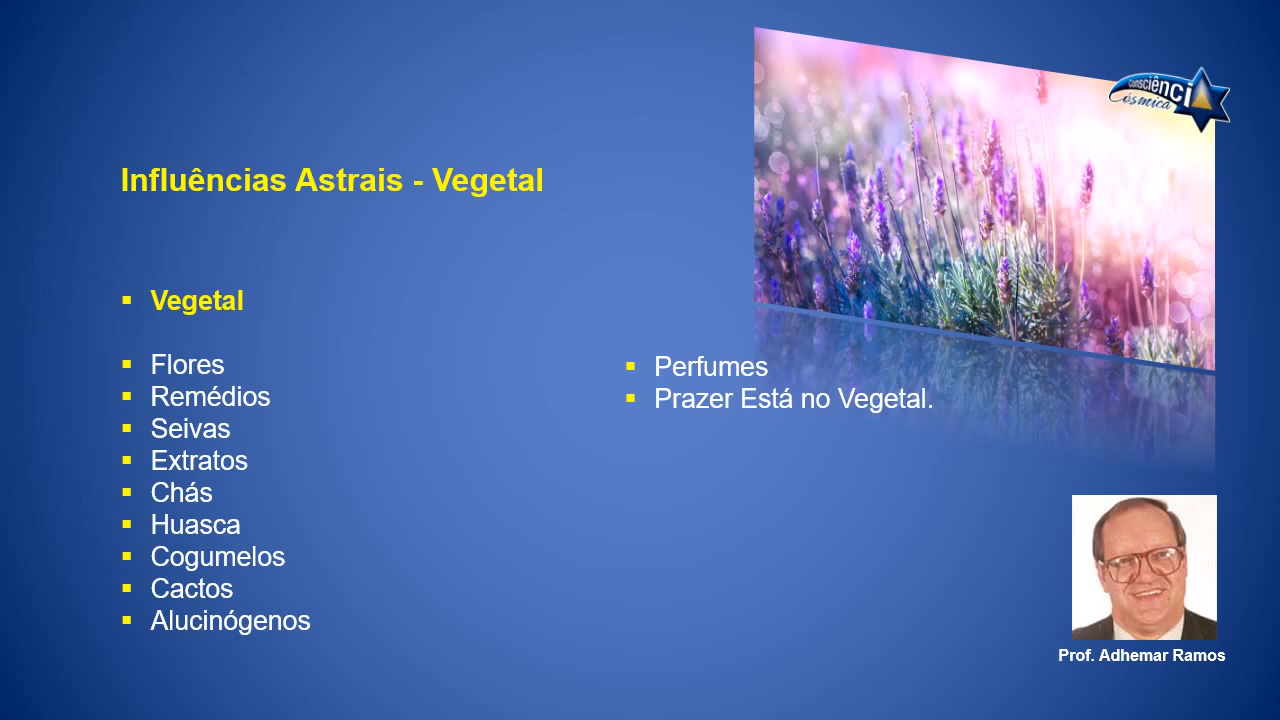 Consciência
Cósmica
Influências Astrais - Vegetal
Vegetal
Flores
Remédios
Seivas
Extratos
Chás
Huasca
Cogumelos
Cactos
Alucinógenos
Perfumes
Prazer Está no Vegetal.
Prof. Adhemar Ramos